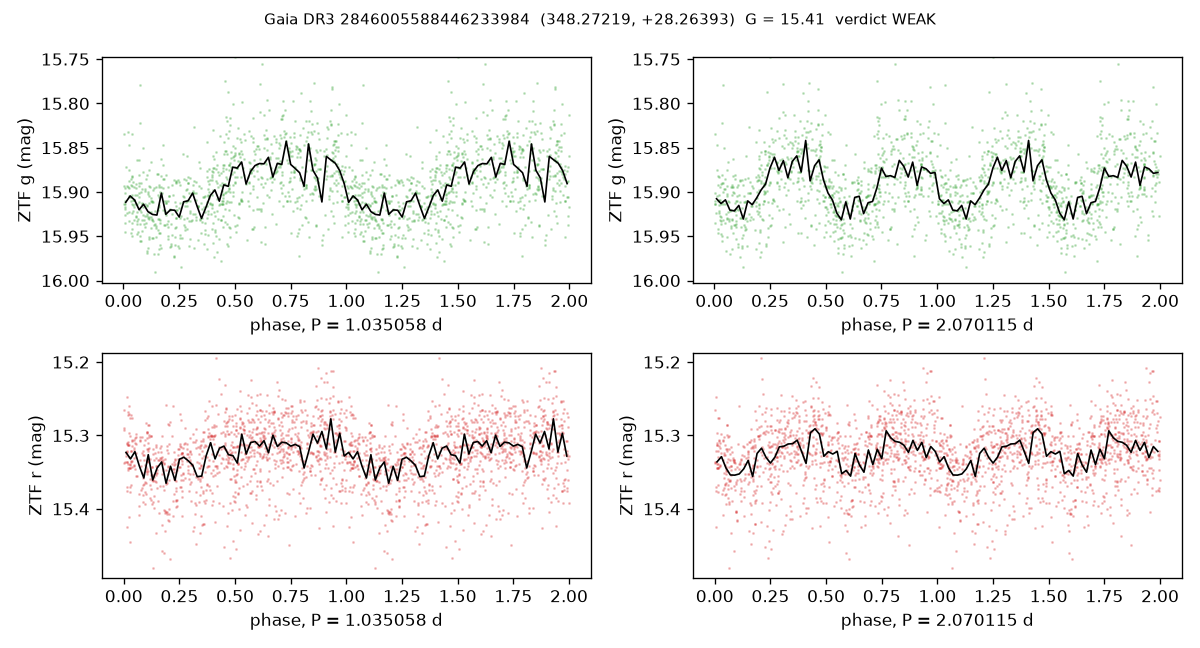 Gaia DR3 2846005588446233984 (348.27219, +28.26393) G = 15.41 verdict WEAK
ZTF g (mag)
15.75
15.80
15.85
15.90
15.95
16.00
0.00 0.25 0.50 0.75 1.00 1.25 1.50 1.75 2.00
phase, P = 1.035058 d
ZTF g (mag)
15.75
15.80
15.85
15.90
15.95
16.00
0.00 0.25 0.50 0.75 1.00 1.25 1.50 1.75 2.00
phase, P = 2.070115 d
ZTF r (mag)
15.2
15.3
15.4
0.00 0.25 0.50 0.75 1.00 1.25 1.50 1.75 2.00
phase, P = 1.035058 d
ZTF r (mag)
15.2
15.3
15.4
0.00 0.25 0.50 0.75 1.00 1.25 1.50 1.75 2.00
phase, P = 2.070115 d